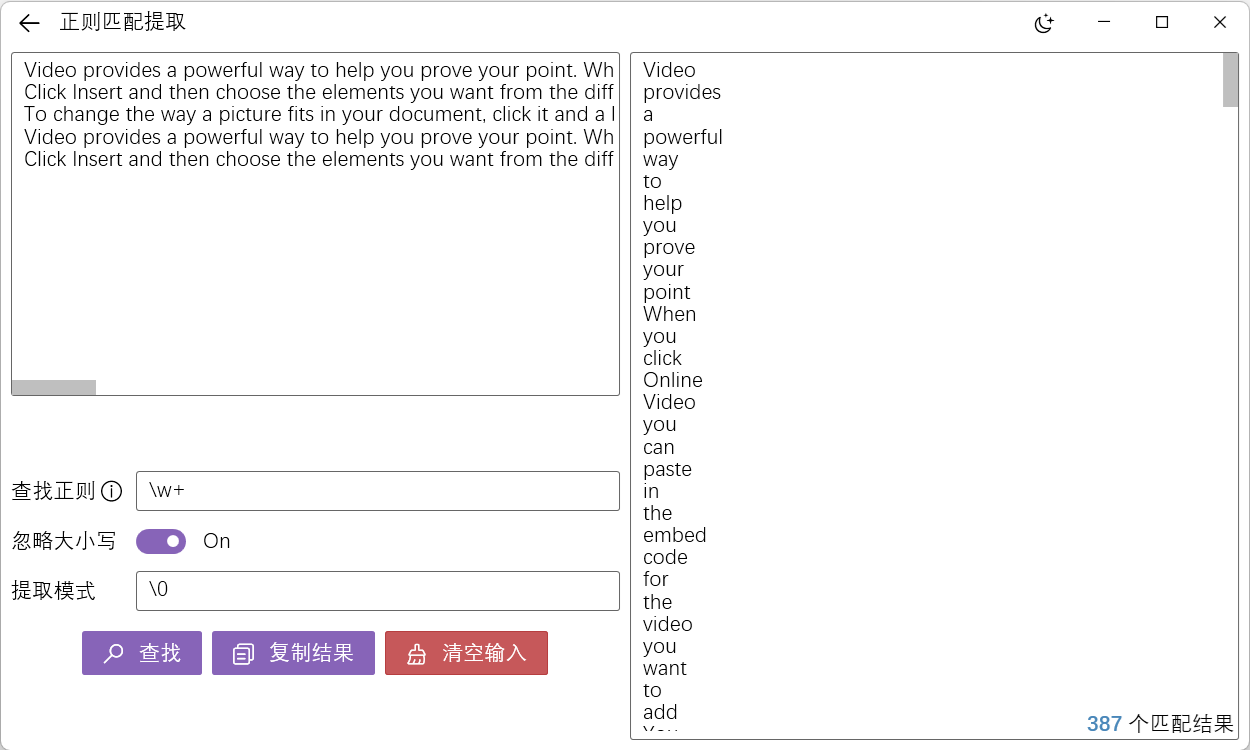 正则匹配提取
Video provides a powerful way to help you prove your point. Wh
Click Insert and then choose the elements you want from the diff
To change the way a picture fits in your document, click it and a l
Video provides a powerful way to help you prove your point. Wh
Click Insert and then choose the elements you want from the diff
查找正则
\w+
忽略大小写
On
提取模式
\0
查找
复制结果
清空输入
Video
provides
a
powerful
way
to
help
you
prove
your
point
When
you
click
Online
Video
you
can
paste
in
the
embed
code
for
the
video
you
want
to
add
387 个匹配结果